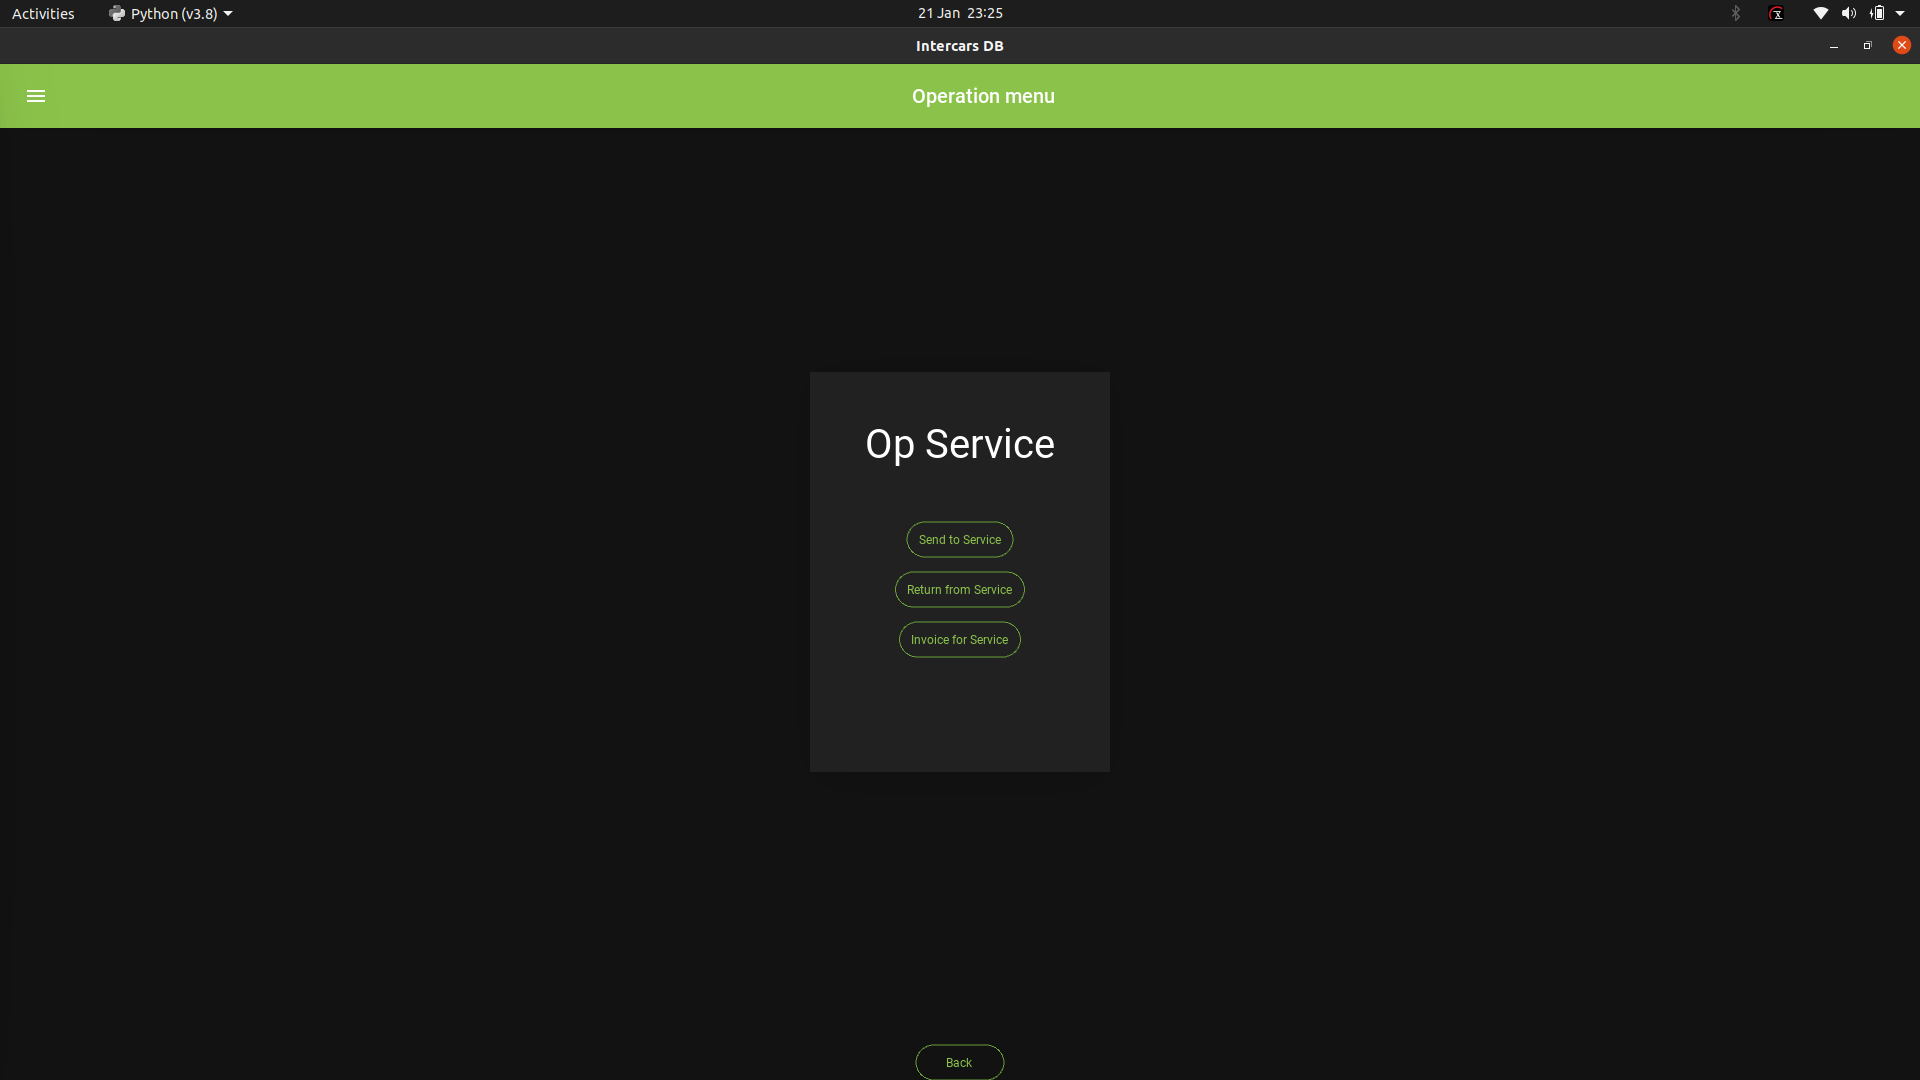 Activities
Python (v3.8)
21 Jan 23:25
Intercars DB
Operation menu
Op Service
Send to Service
Return from Service
Invoice for Service
Back